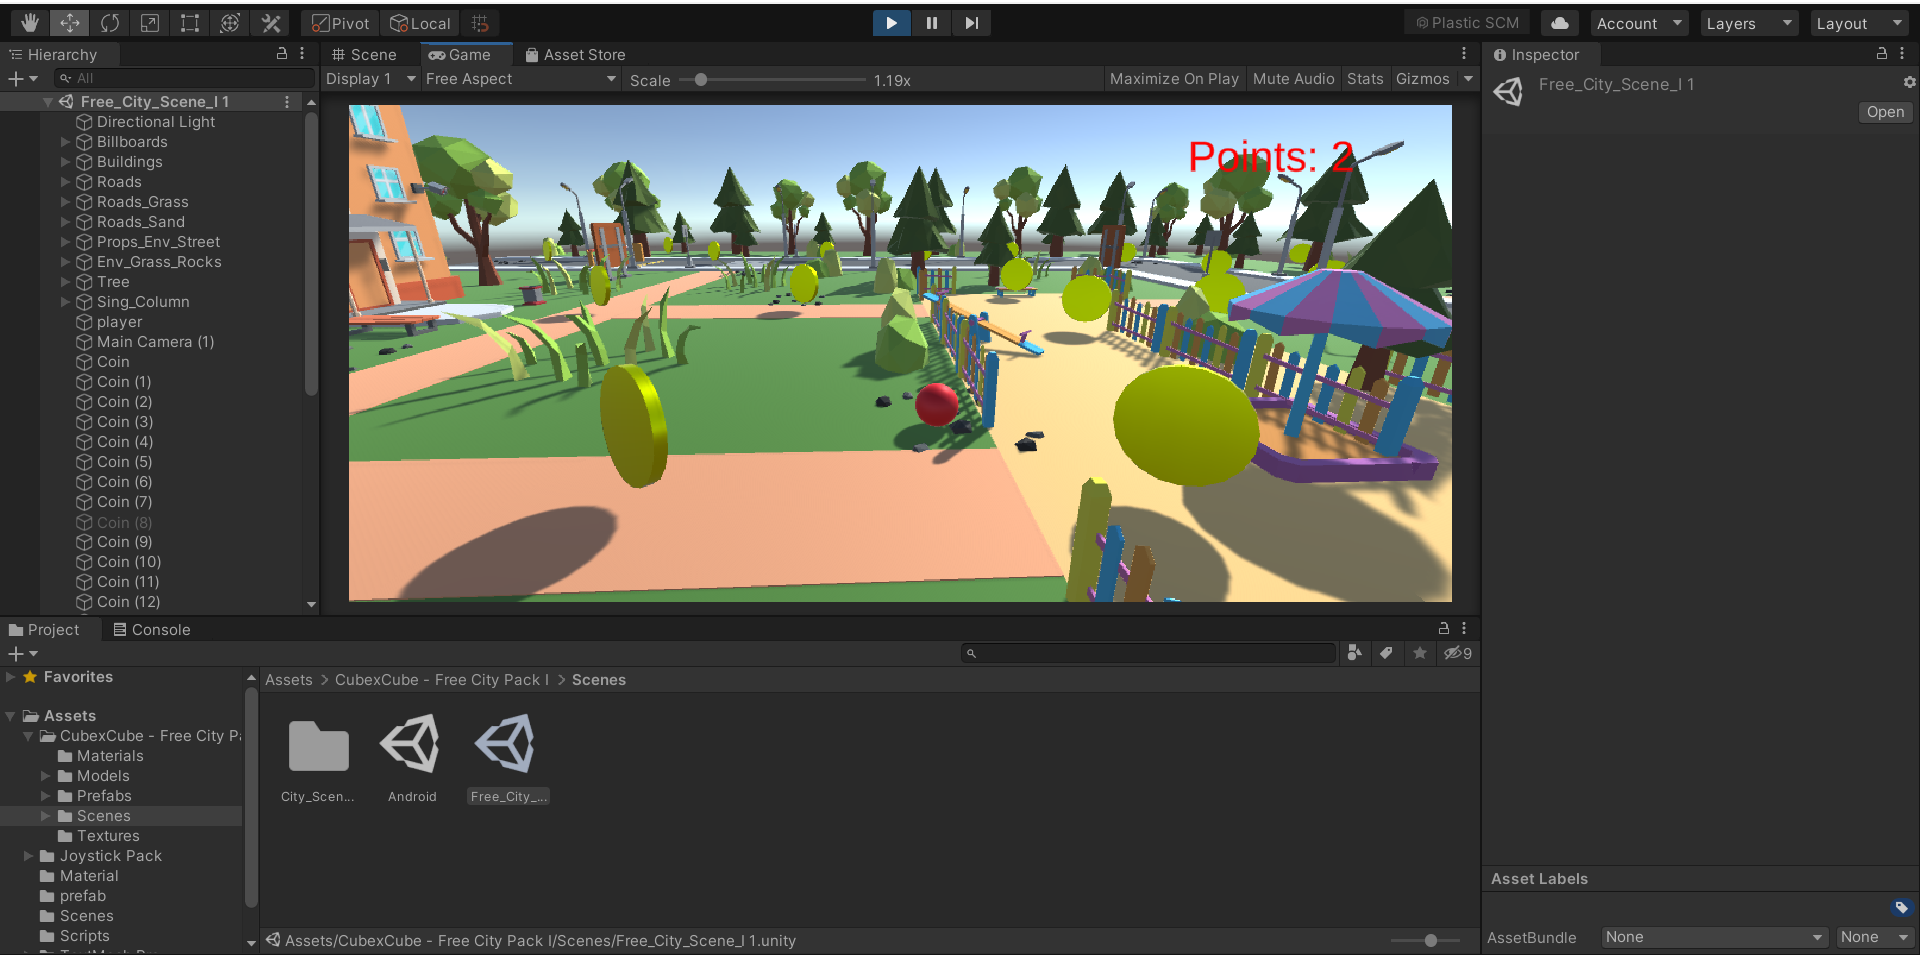 Pivot Local Plastic SCM Account Layers Layout
Hierarchy Scene Game Asset Store Inspector
All Display 1 Free Aspect Scale 1.19x Maximize On Play Mute Audio Stats Gizmos
Free_City_Scene_I 1
Open
Free_City_Scene_I 1
Directional Light
Billboards
Buildings
Roads
Roads_Grass
Roads_Sand
Props_Env_Street
Env_Grass_Rocks
Tree
Sing_Column
player
Main Camera (1)
Coin
Coin (1)
Coin (2)
Coin (3)
Coin (4)
Coin (5)
Coin (6)
Coin (7)
Coin (8)
Coin (9)
Coin (10)
Coin (11)
Coin (12)
Points: 2
Project Console
9
Favorites
Assets
CubexCube - Free City Pa
Materials
Models
Prefabs
Scenes
Textures
Joystick Pack
Material
prefab
Scenes
Scripts
Assets > CubexCube - Free City Pack I > Scenes
City_Scen... Android Free_City_...
Assets/CubexCube - Free City Pack I/Scenes/Free_City_Scene_I 1.unity
Asset Labels
AssetBundle None None